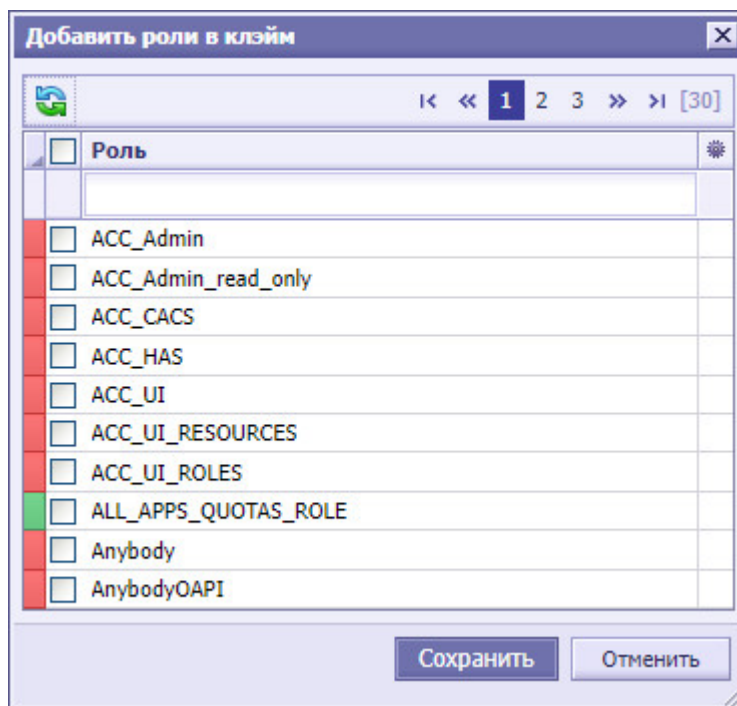 Добавить роли в клэйм
1 2 3 [30]
Роль
ACC_Admin
ACC_Admin_read_only
ACC_CACS
ACC_HAS
ACC_UI
ACC_UI_RESOURCES
ACC_UI_ROLES
ALL_APPS_QUOTAS_ROLE
Anybody
AnybodyOAPI
Сохранить Отменить